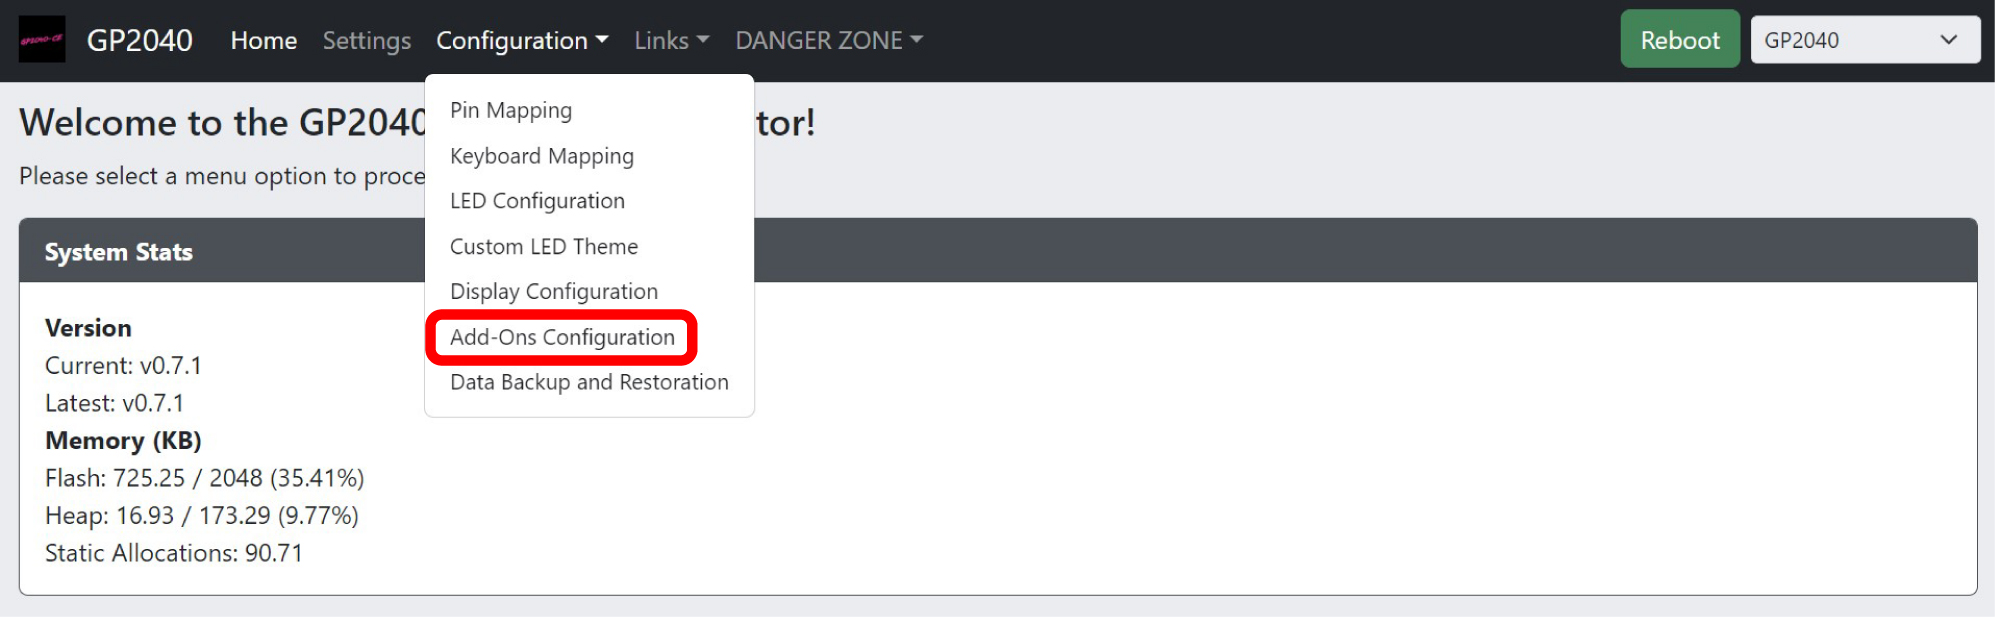 GP2040-CE
GP2040 Home Settings Configuration Links DANGER ZONE Reboot GP2040
Pin Mapping
Keyboard Mapping
LED Configuration
Custom LED Theme
Display Configuration
Add-Ons Configuration
Data Backup and Restoration
Welcome to the GP2040 tor!
Please select a menu option to proce
System Stats
Version
Current: v0.7.1
Latest: v0.7.1
Memory (KB)
Flash: 725.25 / 2048 (35.41%)
Heap: 16.93 / 173.29 (9.77%)
Static Allocations: 90.71